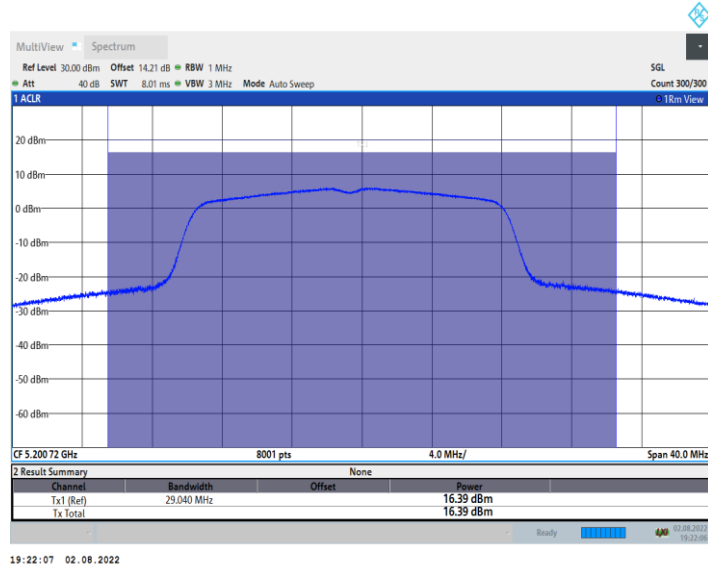 MultiView Spectrum
Ref Level 30.00 dBm Offset 14.21 dB RBW 1 MHz SGL
Att 40 dB SWT 8.01 ms VBW 3 MHz Mode Auto Sweep Count 300/300
1 ACLR 1Rm View
20 dBm
10 dBm
0 dBm
-10 dBm
-20 dBm
-30 dBm
-40 dBm
-50 dBm
-60 dBm
CF 5.20072 GHz 8001 pts 4.0 MHz/ Span 40.0 MHz
2 Result Summary None
Channel Bandwidth Offset Power
Tx1 (Ref) 29.040 MHz 16.39 dBm
Tx Total 16.39 dBm
Ready 02.08.2022
19:22:06
19:22:07 02.08.2022